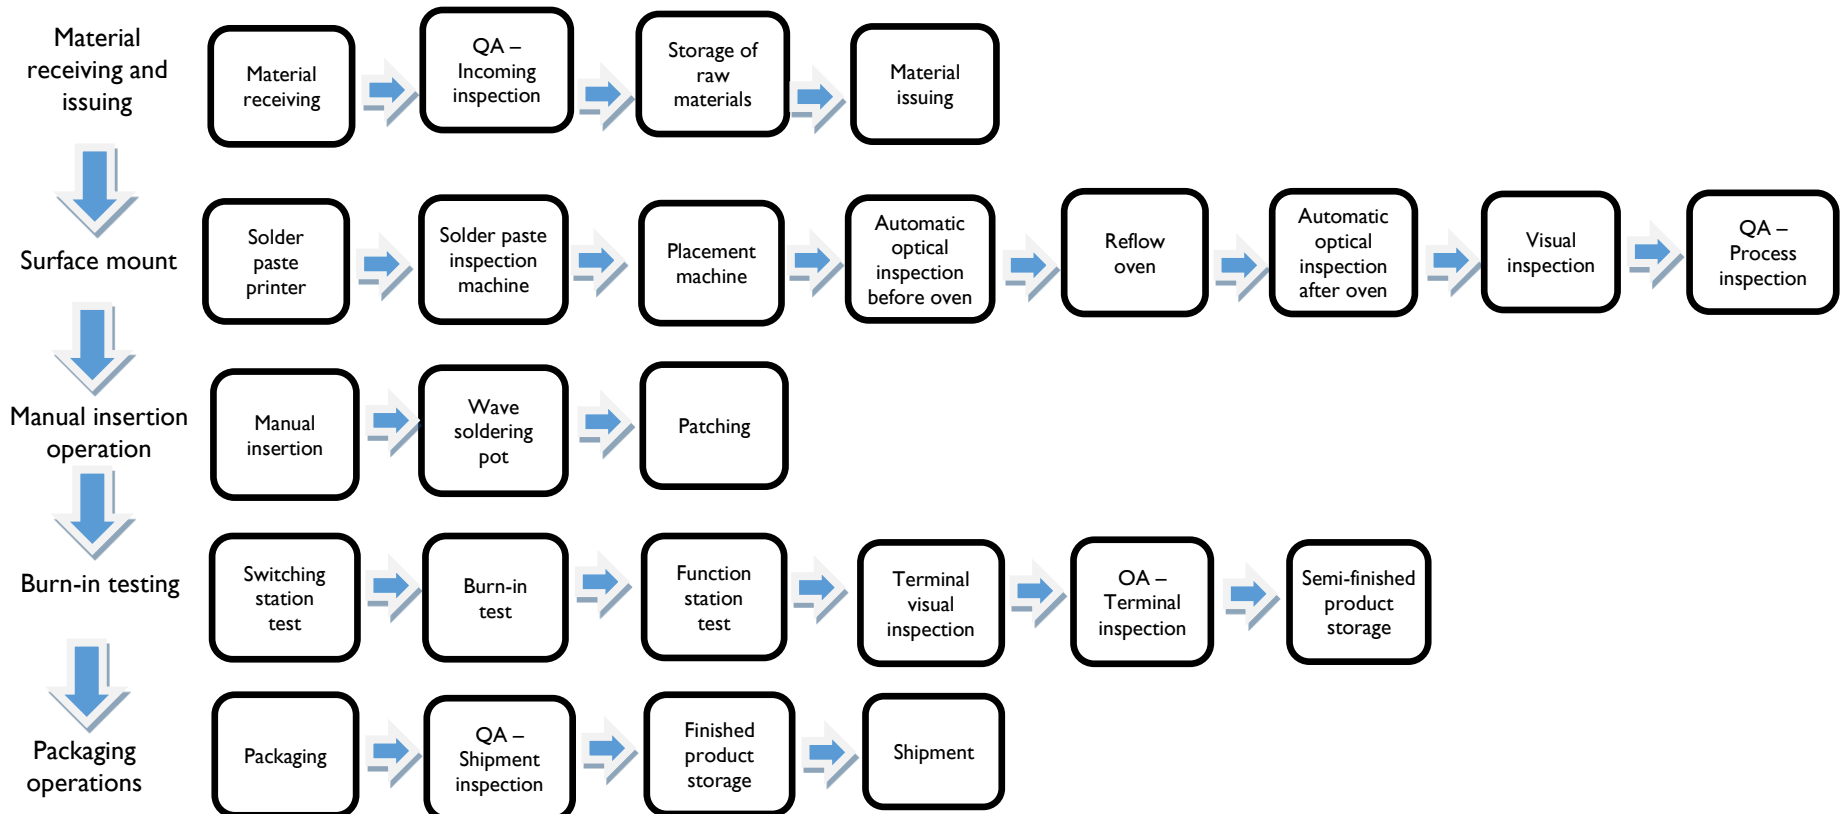 Material
receiving and
issuing
Material
receiving
QA –
Incoming
inspection
Storage of
raw
materials
Material
issuing
Surface mount
Solder
paste
printer
Solder paste
inspection
machine
Placement
machine
Automatic
optical
inspection
before oven
Reflow
oven
Automatic
optical
inspection
after oven
Visual
inspection
QA –
Process
inspection
Manual insertion
operation
Manual
insertion
Wave
soldering
pot
Patching
Burn-in testing
Switching
station
test
Burn-in
test
Function
station
test
Terminal
visual
inspection
OA –
Terminal
inspection
Semi-finished
product
storage
Packaging
operations
Packaging
QA –
Shipment
inspection
Finished
product
storage
Shipment